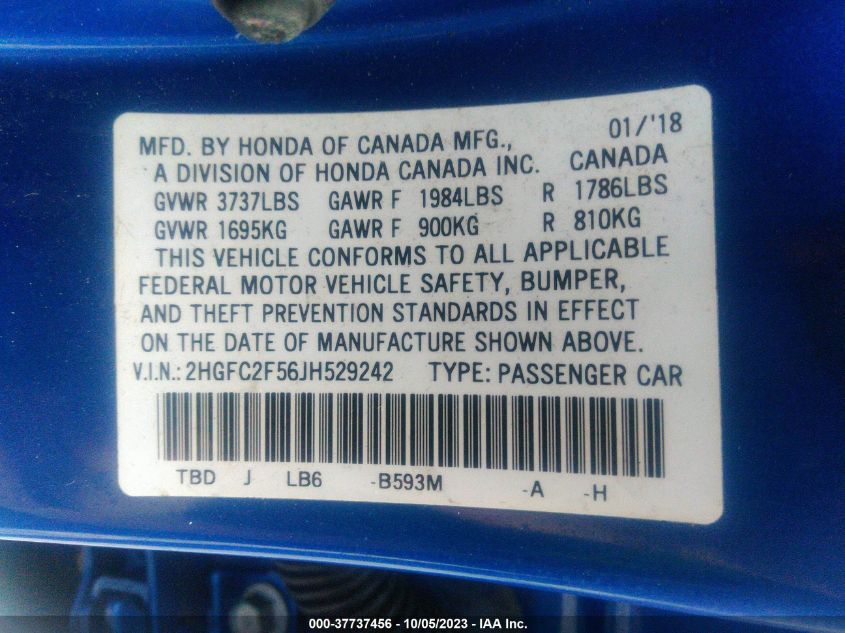 01/'18
MFD. BY HONDA OF CANADA MFG.,
A DIVISION OF HONDA CANADA INC. CANADA
GVWR 3737LBS GAWR F 1984LBS R 1786LBS
GVWR 1695KG GAWR F 900KG R 810KG
THIS VEHICLE CONFORMS TO ALL APPLICABLE
FEDERAL MOTOR VEHICLE SAFETY, BUMPER,
AND THEFT PREVENTION STANDARDS IN EFFECT
ON THE DATE OF MANUFACTURE SHOWN ABOVE.
V.I.N.: 2HGFC2F56JH529242 TYPE: PASSENGER CAR
TBD J LB6 -B593M -A -H
000-37737456 - 10/05/2023 - IAA Inc.